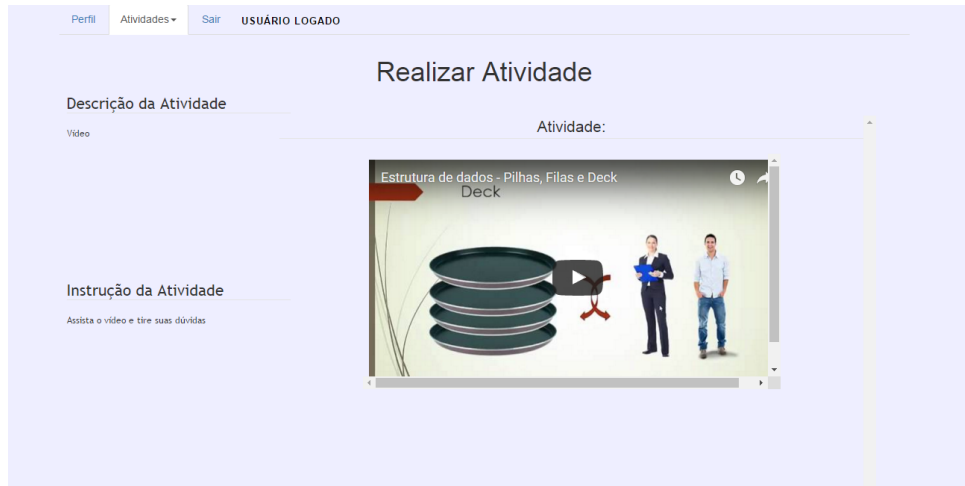 Perfil Atividades Sair USUÁRIO LOGADO
Realizar Atividade
Descrição da Atividade
Vídeo
Atividade:
Estrutura de dados - Pilhas, Filas e Deck
Deck
Instrução da Atividade
Assista o vídeo e tire suas dúvidas